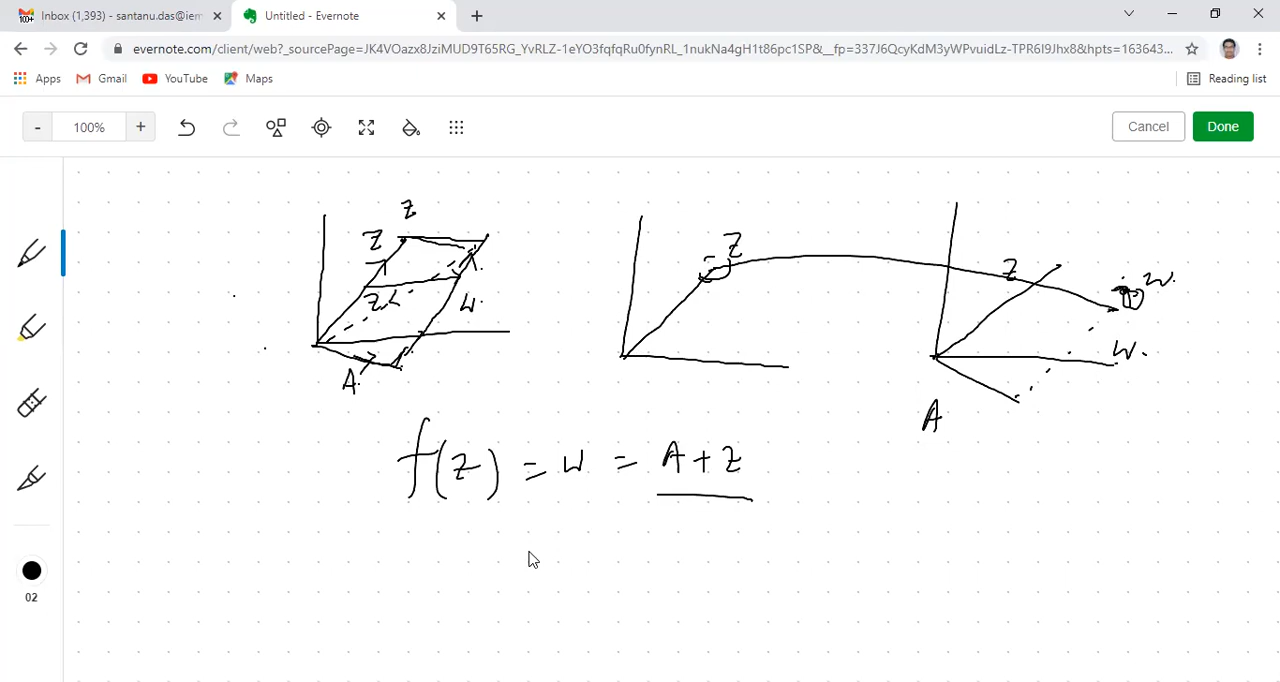 Inbox (1,393) - santanu.das@iem
Untitled - Evernote
evernote.com/client/web?_sourcePage=JK4VOazx8JziMUD9T65RG_YvRLZ-1eYO3fqfqRu0fynRL_1nukNa4gH1t86pc1SP&__fp=337J6QcyKdM3yWPvuidLz-TPR6I9Jhx8&hpts=163643...
Apps Gmail YouTube Maps Reading list
- 100% + Cancel Done
Z
Z Z
Z W.
Z W.
W.
A.
A
f(z) = W = A + Z
02